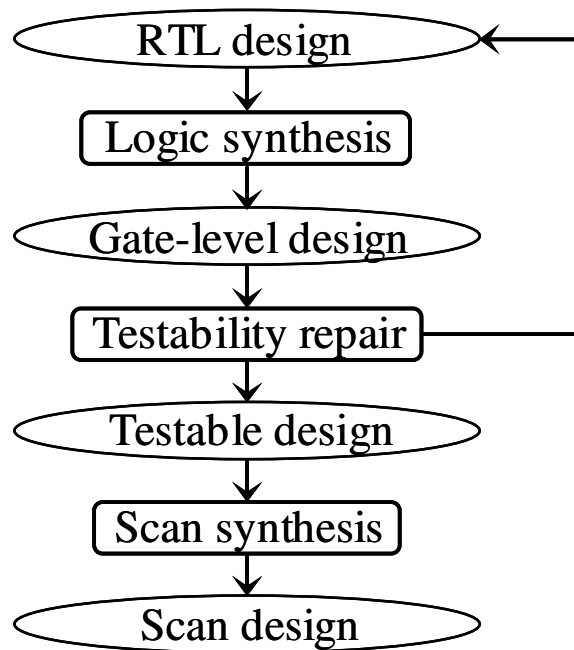 RTL design
Logic synthesis
Gate-level design
Testability repair
Testable design
Scan synthesis
Scan design